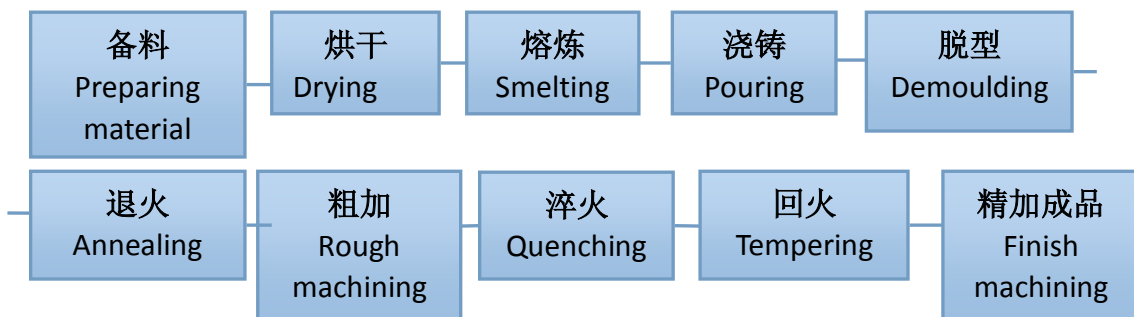 备料
Preparing
material
烘干
Drying
熔炼
Smelting
浇铸
Pouring
脱型
Demoulding
退火
Annealing
粗加
Rough
machining
淬火
Quenching
回火
Tempering
精加成品
Finish
machining